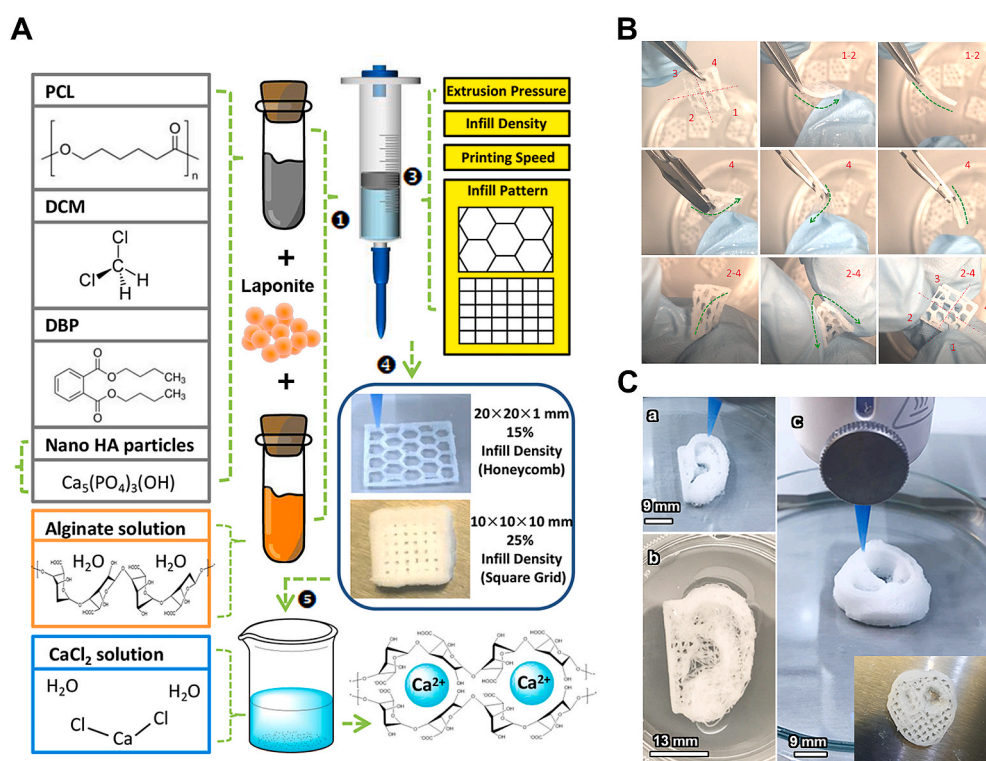 A
PCL
O
O
n
DCM
Cl
Cl
C
H
H
DBP
O
O
CH₃
O
CH₃
O
Nano HA particles
Ca₅(PO₄)₃(OH)
Alginate solution
H₂O
H₂O
CaCl₂ solution
H₂O
H₂O
Cl
Cl
Ca
1
+
Laponite
+
3
Extrusion Pressure
Infill Density
Printing Speed
Infill Pattern
4
20×20×1 mm
15%
Infill Density
(Honeycomb)
10×10×10 mm
25%
Infill Density
(Square Grid)
5
Ca²⁺
Ca²⁺
B
4
3
2
1
1-2
1-2
4
4
4
2-4
2-4
2-4
3
2
1
C
a
9 mm
b
13 mm
c
9 mm